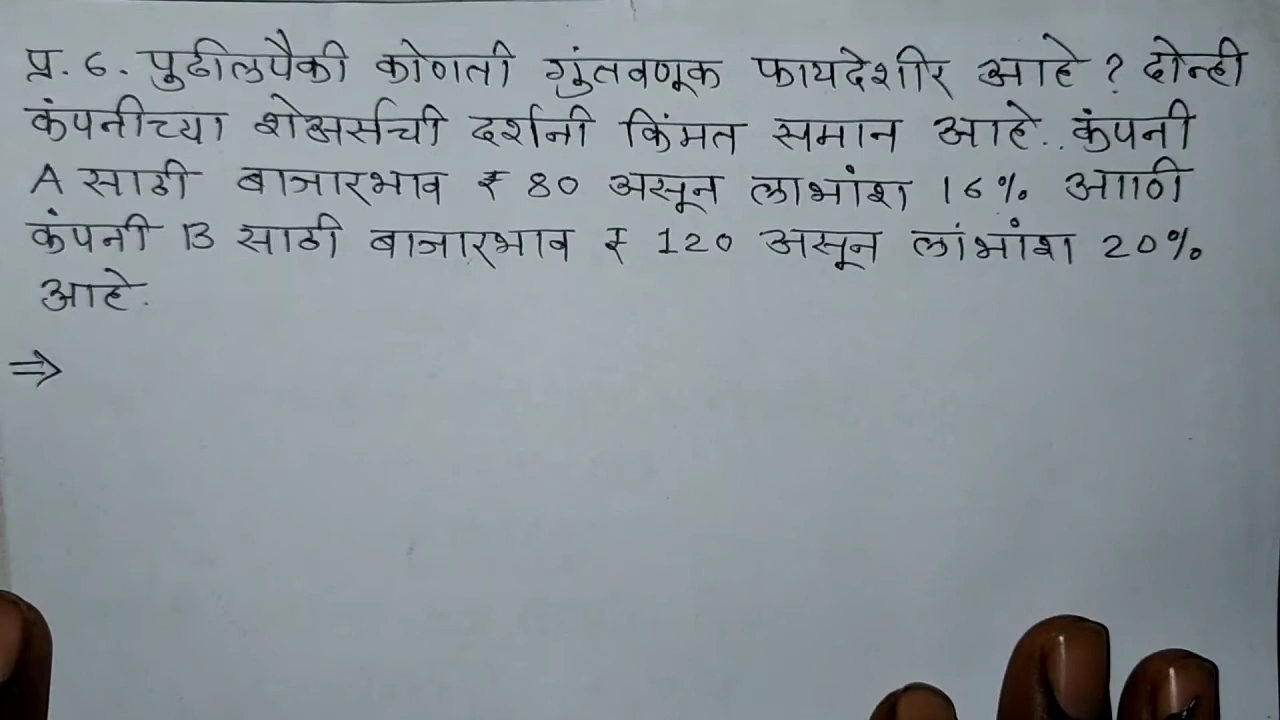 प्र. ६. पुढीलपैकी कोणती गुंतवणूक फायदेशीर आहे ? दोन्ही
कंपनीच्या शेअर्सची दर्शनी किंमत समान आहे.. कंपनी
A साठी बाजारभाव ₹ 80 असून लाभांश 16% आाणि
कंपनी B साठी बाजारभाव ₹ 120 असून लांभांश 20%
आहे.
⇒